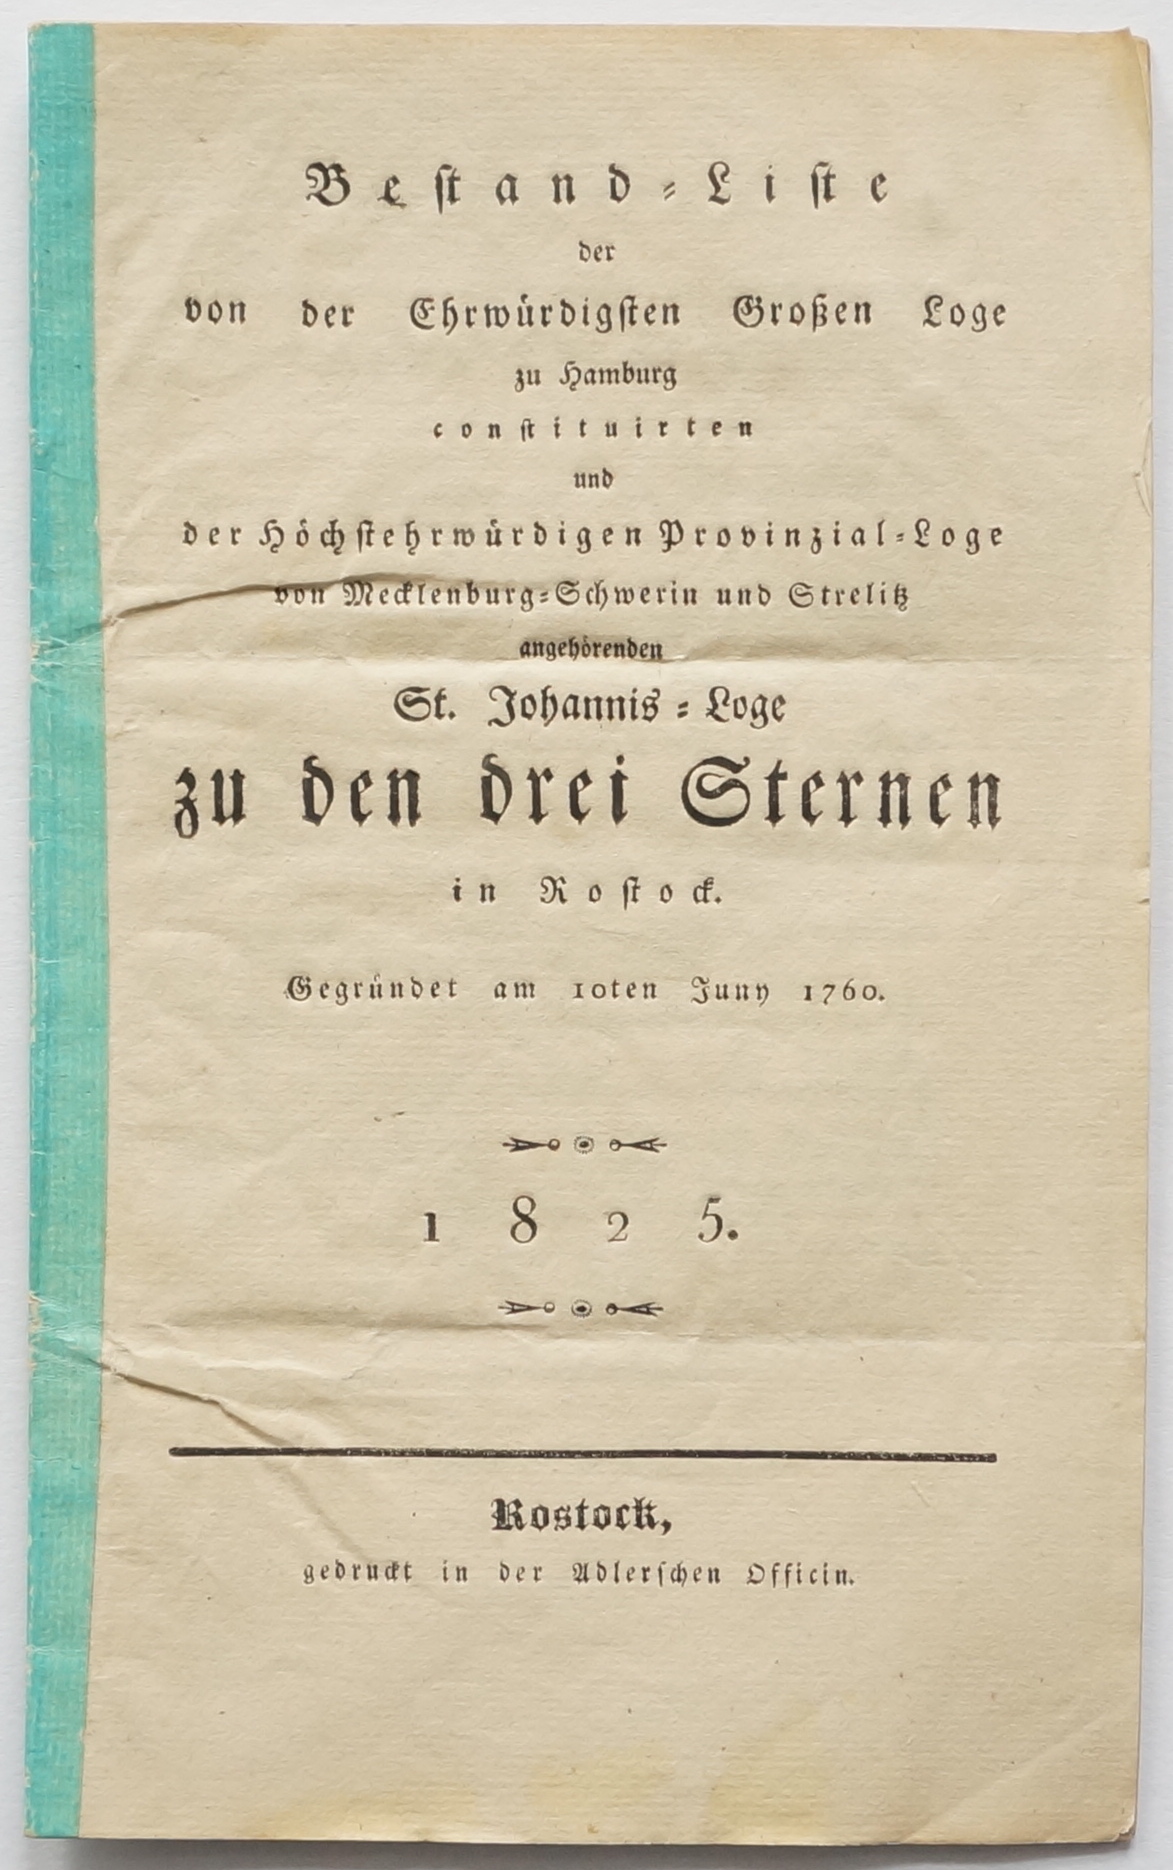 Bestand-Liste
der
von der Ehrwürdigsten Großen Loge
zu Hamburg
constituirten
und
der Höchstehrwürdigen Provinzial-Loge
von Mecklenburg-Schwerin und Strelitz
angehörenden
St. Johannis-Loge
zu den drei Sternen
in Rostock.
Gegründet am 10ten Juny 1760.
1825.
Rostock,
gedruckt in der Adlerschen Officin.